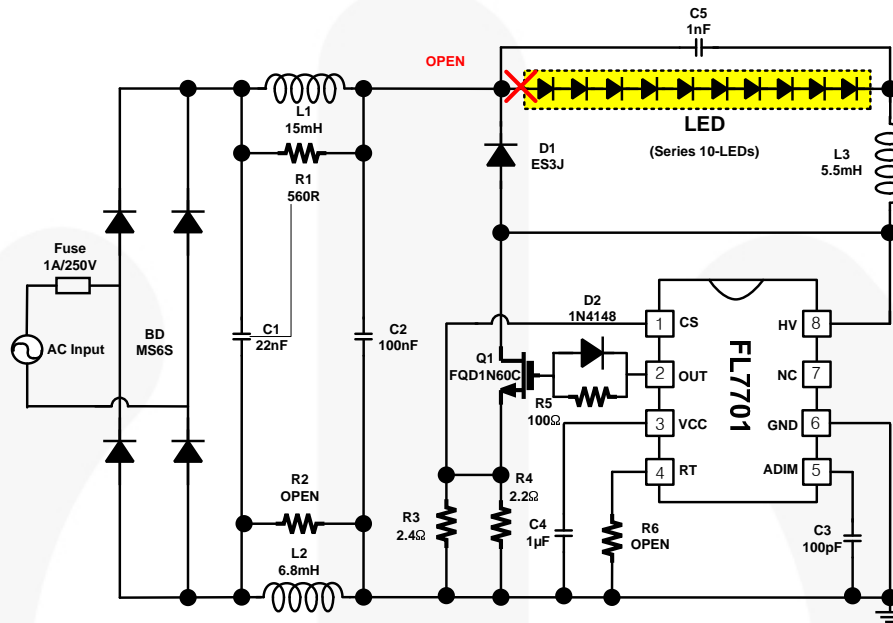 C5
1nF
OPEN
L1
15mH
LED
(Series 10-LEDs)
D1
ES3J
L3
5.5mH
R1
560R
Fuse
1A/250V
AC Input
BD
MS6S
C1
22nF
C2
100nF
D2
1N4148
Q1
FQD1N60C
R5
100Ω
1
CS
2
OUT
3
VCC
4
RT
FL7701
HV
8
NC
7
GND
6
ADIM
5
R2
OPEN
L2
6.8mH
R3
2.4Ω
R4
2.2Ω
C4
1µF
R6
OPEN
C3
100pF